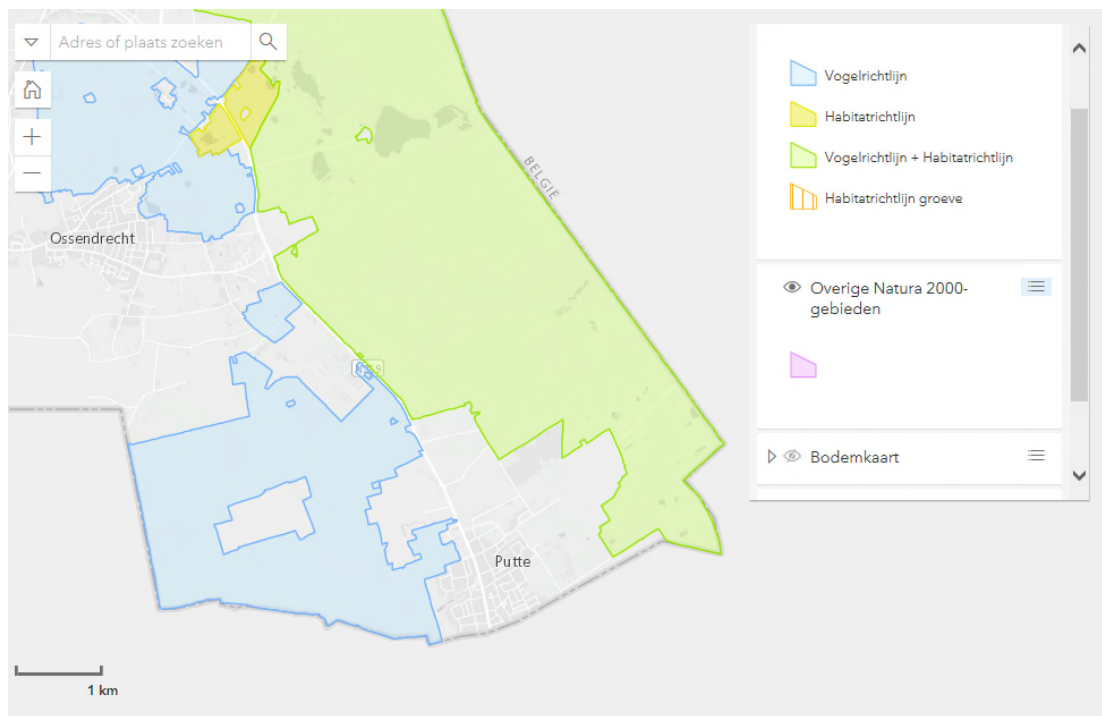 Adres of plaats zoeken
Vogelrichtlijn
Habitatrichtlijn
Vogelrichtlijn + Habitatrichtlijn
Habitatrichtlijn groeve
BELGIË
Ossendrecht
Overige Natura 2000-
gebieden
Bodemkaart
Putte
1 km